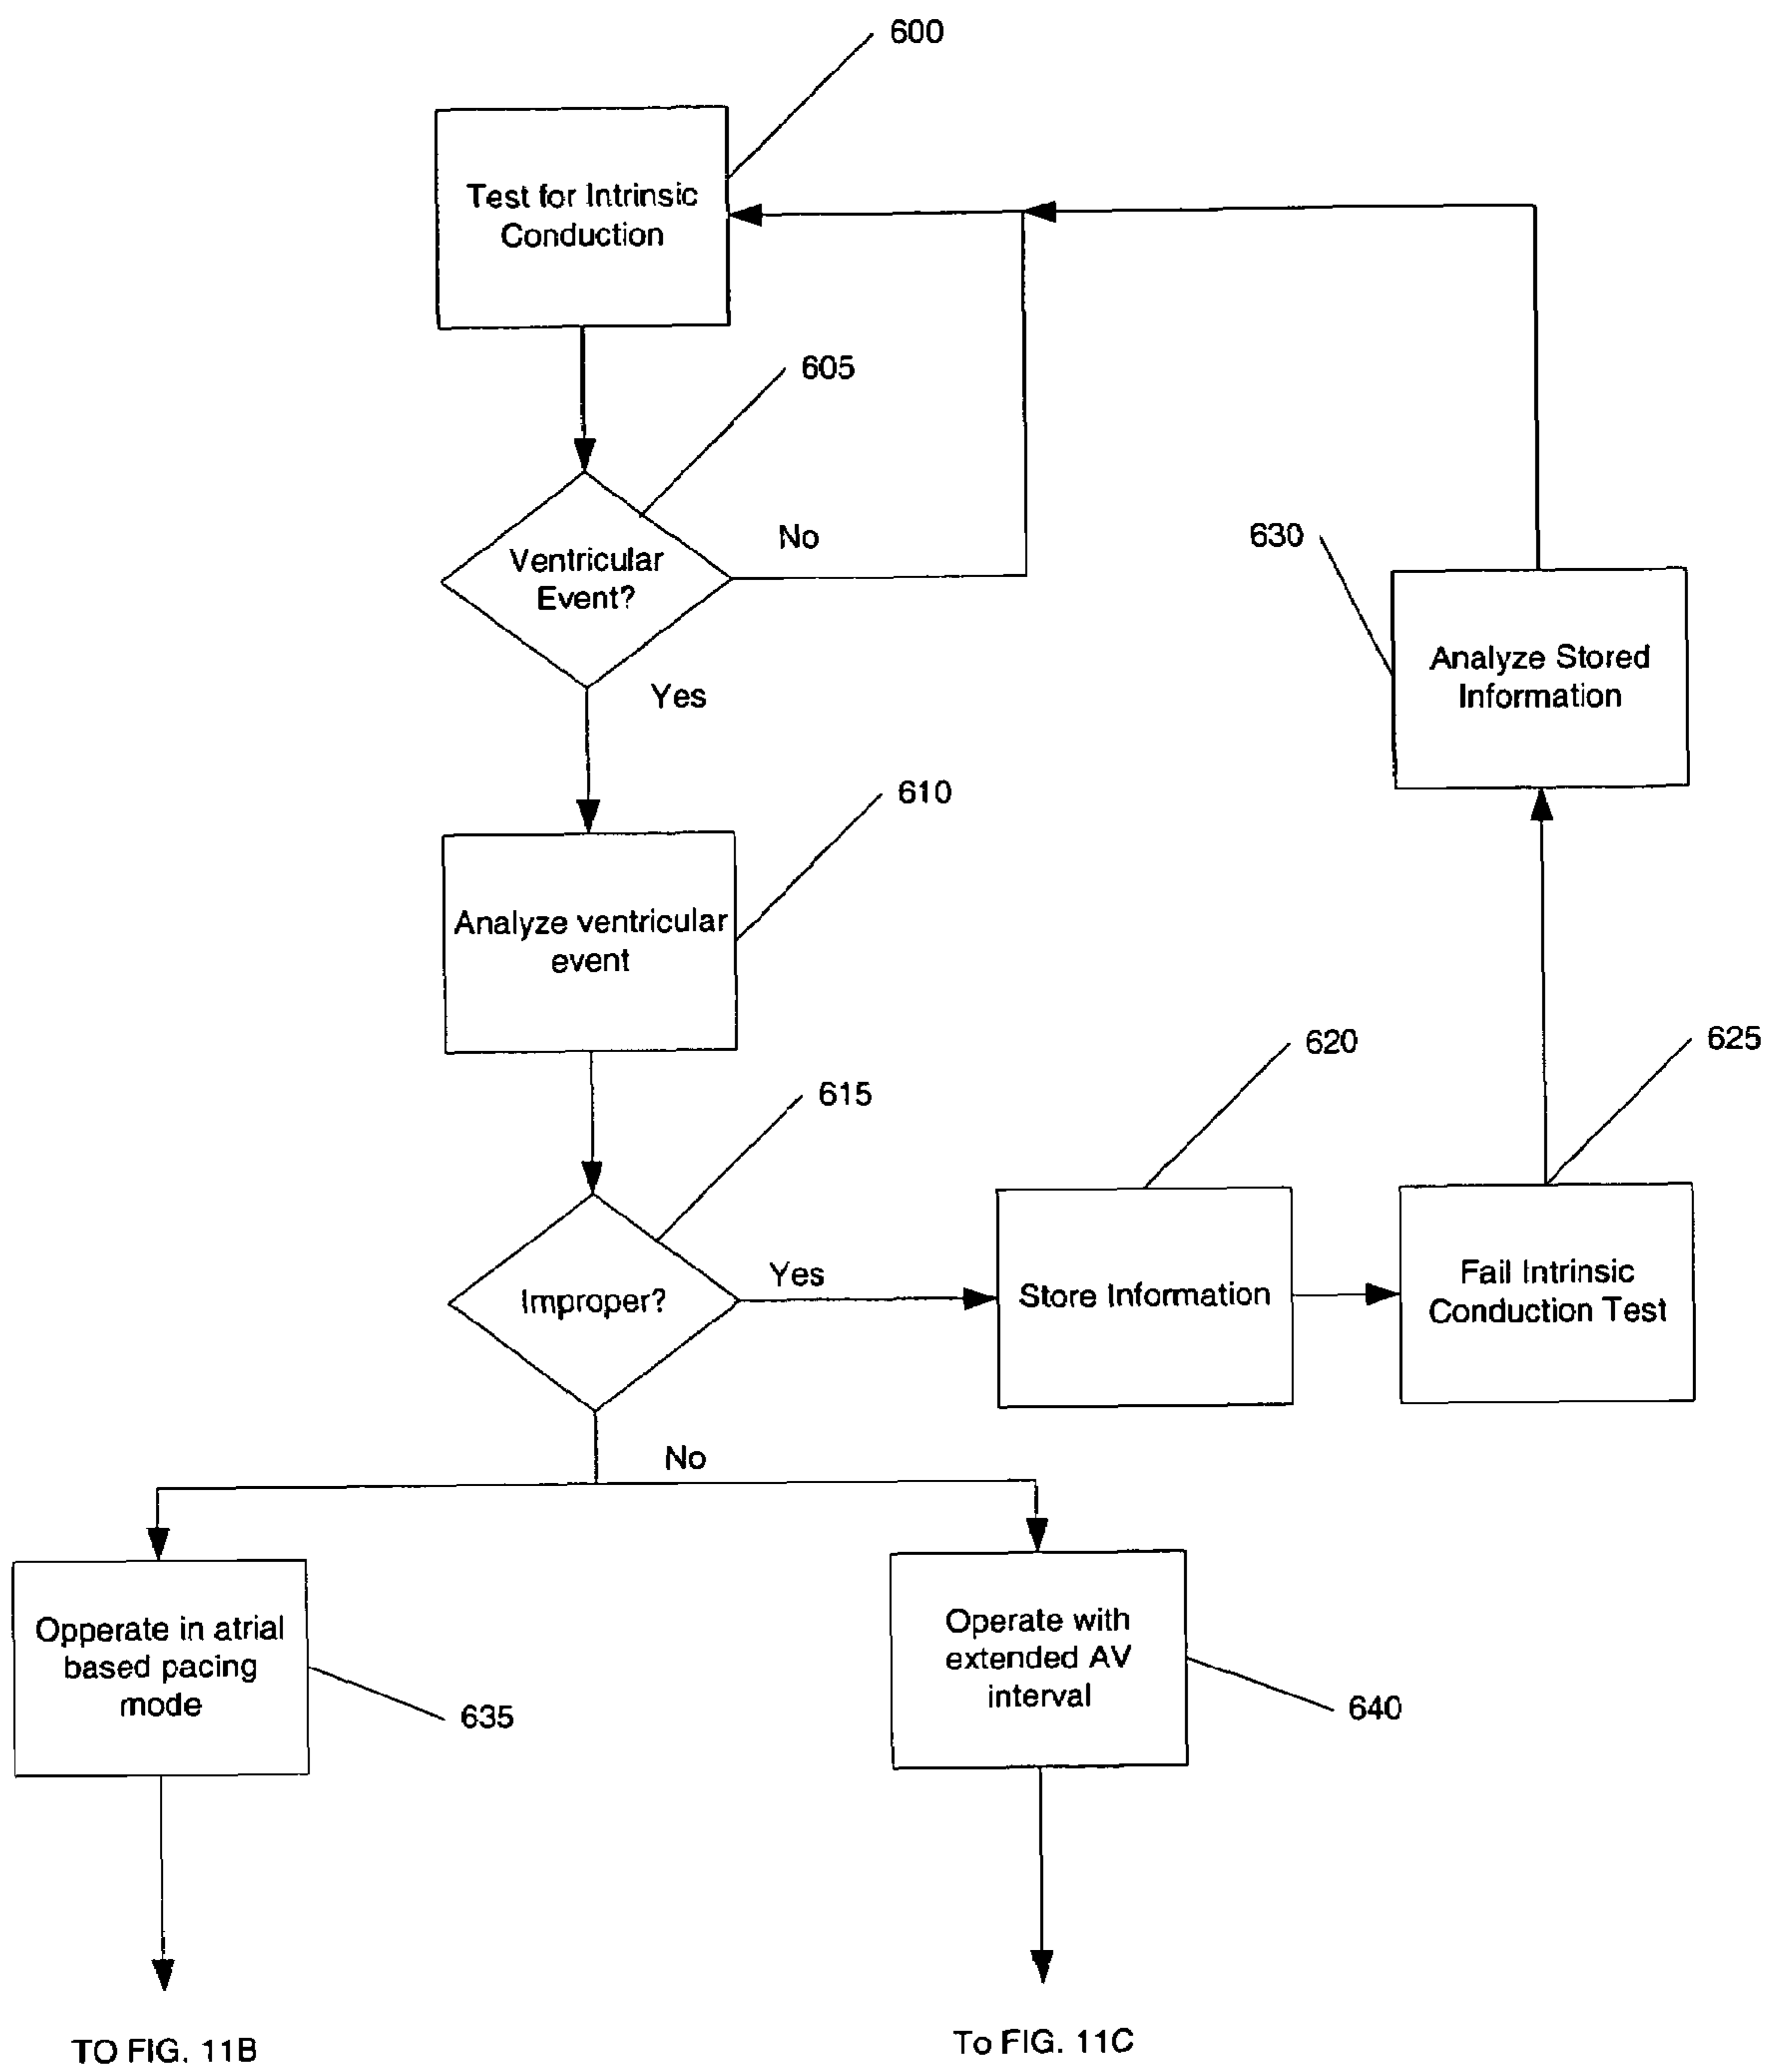 600
Test for Intrinsic
Conduction
605
Ventricular
Event?
No
Yes
630
Analyze Stored
Information
610
Analyze ventricular
event
615
Improper?
Yes
620
Store Information
625
Fail Intrinsic
Conduction Test
No
Opperate in atrial
based pacing
mode
635
Operate with
extended AV
interval
640
TO FIG. 11B
To FIG. 11C